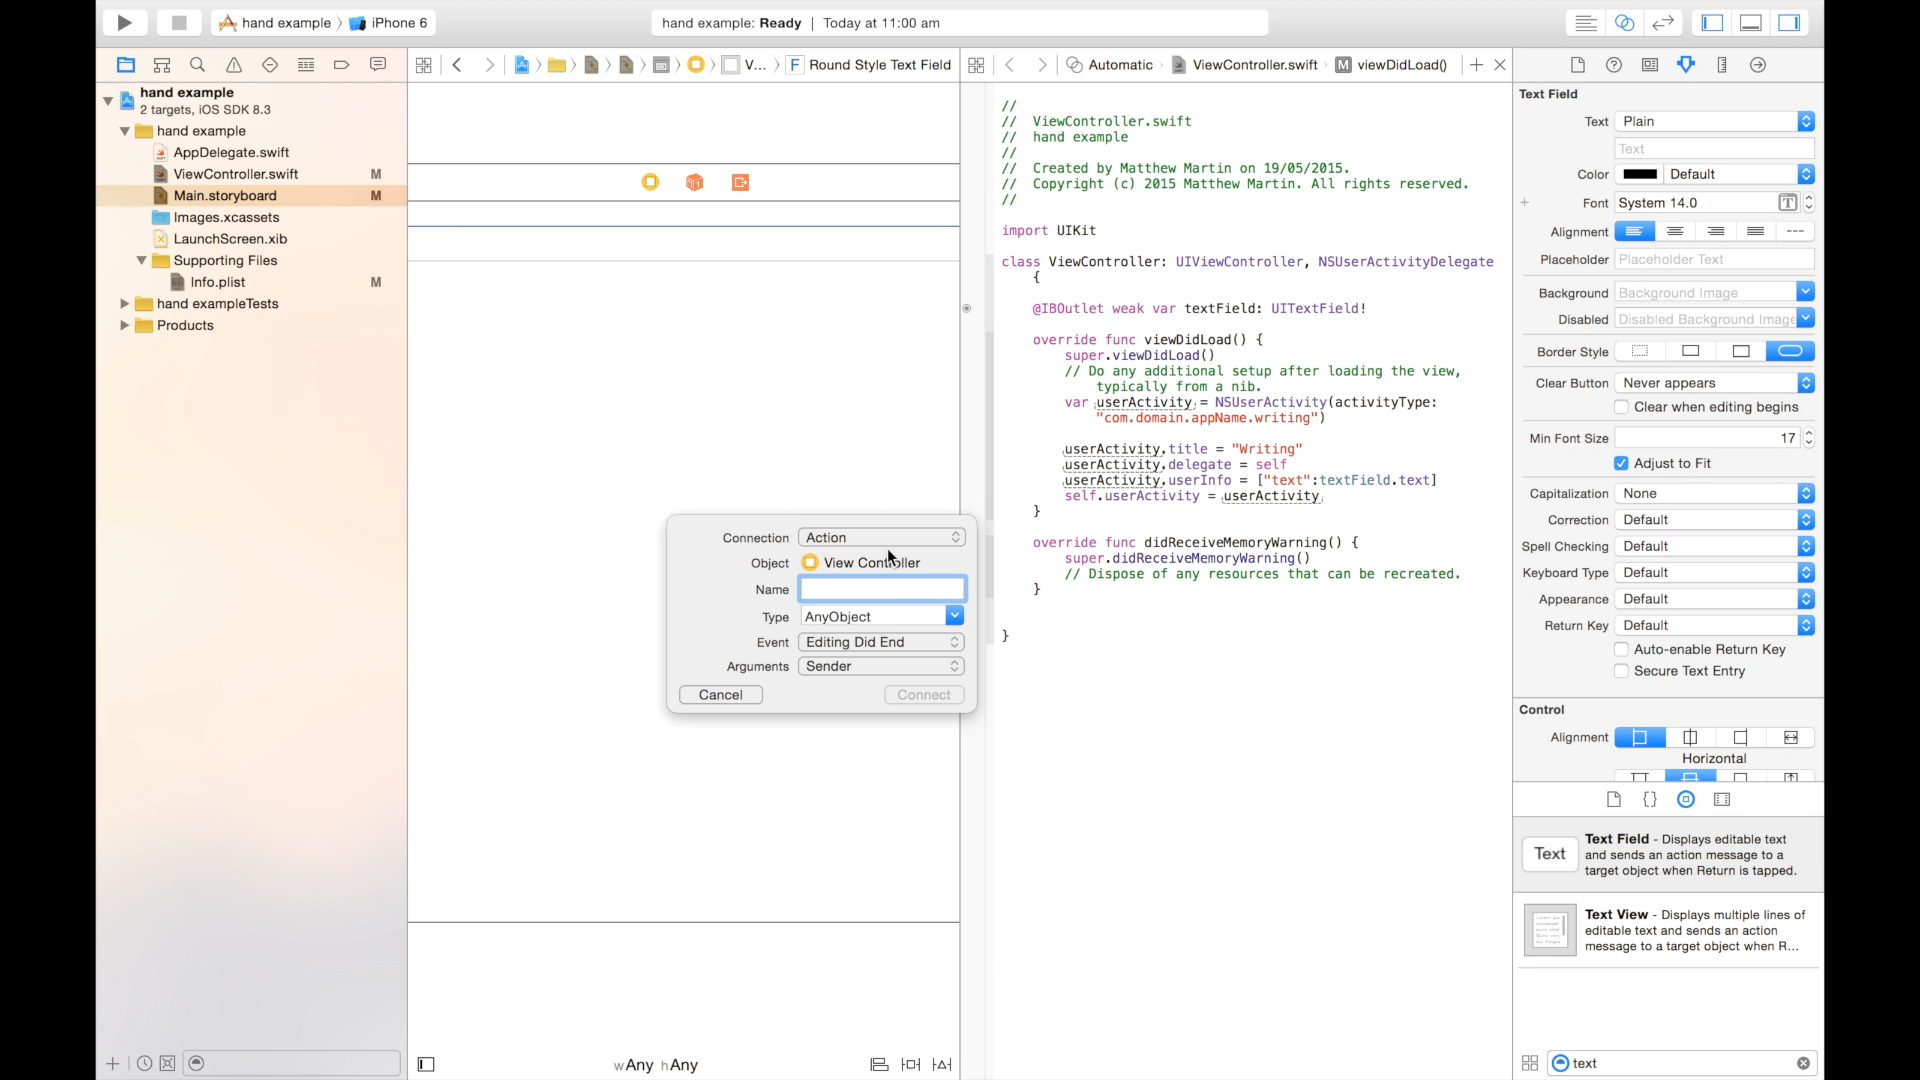 hand example
iPhone 6
hand example: Ready | Today at 11:00 am
V...
F Round Style Text Field
Automatic
ViewController.swift
M viewDidLoad()
hand example
2 targets, iOS SDK 8.3
hand example
AppDelegate.swift
ViewController.swift M
Main.storyboard M
Images.xcassets
LaunchScreen.xib
Supporting Files
Info.plist M
hand exampleTests
Products
//
// ViewController.swift
// hand example
//
// Created by Matthew Martin on 19/05/2015.
// Copyright (c) 2015 Matthew Martin. All rights reserved.
//
import UIKit
class ViewController: UIViewController, NSUserActivityDelegate
{
@IBOutlet weak var textField: UITextField!
override func viewDidLoad() {
super.viewDidLoad()
// Do any additional setup after loading the view,
typically from a nib.
var userActivity = NSUserActivity(activityType:
"com.domain.appName.writing")
userActivity.title = "Writing"
userActivity.delegate = self
userActivity.userInfo = ["text":textField.text]
self.userActivity = userActivity
}
override func didReceiveMemoryWarning() {
super.didReceiveMemoryWarning()
// Dispose of any resources that can be recreated.
}
}
Connection Action
Object View Controller
Name
Type AnyObject
Event Editing Did End
Arguments Sender
Cancel Connect
wAny hAny
Text Field
Text Plain
Text
Color Default
Font System 14.0
Alignment
Placeholder Placeholder Text
Background Background Image
Disabled Disabled Background Image
Border Style
Clear Button Never appears
Clear when editing begins
Min Font Size 17
Adjust to Fit
Capitalization None
Correction Default
Spell Checking Default
Keyboard Type Default
Appearance Default
Return Key Default
Auto-enable Return Key
Secure Text Entry
Control
Alignment
Horizontal
Text
Text Field - Displays editable text
and sends an action message to a
target object when Return is tapped.
Text View - Displays multiple lines of
editable text and sends an action
message to a target object when R...
text